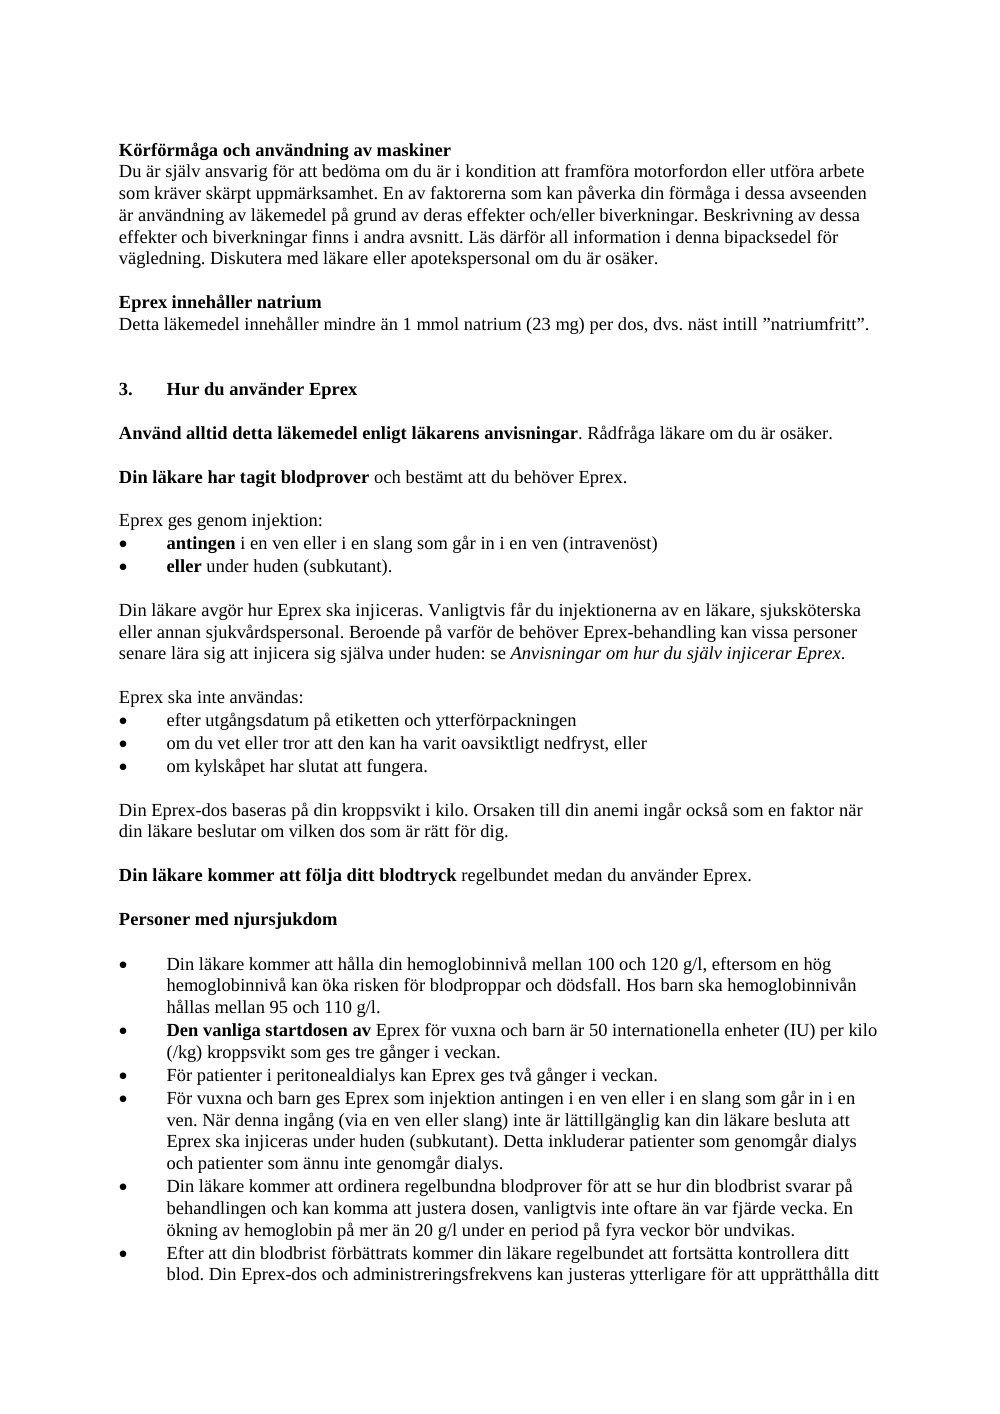 Körförmåga och användning av maskiner
Du är själv ansvarig för att bedöma om du är i kondition att framföra motorfordon eller utföra arbete
som kräver skärpt uppmärksamhet. En av faktorerna som kan påverka din förmåga i dessa avseenden
är användning av läkemedel på grund av deras effekter och/eller biverkningar. Beskrivning av dessa
effekter och biverkningar finns i andra avsnitt. Läs därför all information i denna bipacksedel för
vägledning. Diskutera med läkare eller apotekspersonal om du är osäker.
Eprex innehåller natrium
Detta läkemedel innehåller mindre än 1 mmol natrium (23 mg) per dos, dvs. näst intill ”natriumfritt”.
3. Hur du använder Eprex
Använd alltid detta läkemedel enligt läkarens anvisningar. Rådfråga läkare om du är osäker.
Din läkare har tagit blodprover och bestämt att du behöver Eprex.
Eprex ges genom injektion:
• antingen i en ven eller i en slang som går in i en ven (intravenöst)
• eller under huden (subkutant).
Din läkare avgör hur Eprex ska injiceras. Vanligtvis får du injektionerna av en läkare, sjuksköterska
eller annan sjukvårdspersonal. Beroende på varför de behöver Eprex-behandling kan vissa personer
senare lära sig att injicera sig själva under huden: se Anvisningar om hur du själv injicerar Eprex.
Eprex ska inte användas:
• efter utgångsdatum på etiketten och ytterförpackningen
• om du vet eller tror att den kan ha varit oavsiktligt nedfryst, eller
• om kylskåpet har slutat att fungera.
Din Eprex-dos baseras på din kroppsvikt i kilo. Orsaken till din anemi ingår också som en faktor när
din läkare beslutar om vilken dos som är rätt för dig.
Din läkare kommer att följa ditt blodtryck regelbundet medan du använder Eprex.
Personer med njursjukdom
• Din läkare kommer att hålla din hemoglobinnivå mellan 100 och 120 g/l, eftersom en hög
hemoglobinnivå kan öka risken för blodproppar och dödsfall. Hos barn ska hemoglobinnivån
hållas mellan 95 och 110 g/l.
• Den vanliga startdosen av Eprex för vuxna och barn är 50 internationella enheter (IU) per kilo
(/kg) kroppsvikt som ges tre gånger i veckan.
• För patienter i peritonealdialys kan Eprex ges två gånger i veckan.
• För vuxna och barn ges Eprex som injektion antingen i en ven eller i en slang som går in i en
ven. När denna ingång (via en ven eller slang) inte är lättillgänglig kan din läkare besluta att
Eprex ska injiceras under huden (subkutant). Detta inkluderar patienter som genomgår dialys
och patienter som ännu inte genomgår dialys.
• Din läkare kommer att ordinera regelbundna blodprover för att se hur din blodbrist svarar på
behandlingen och kan komma att justera dosen, vanligtvis inte oftare än var fjärde vecka. En
ökning av hemoglobin på mer än 20 g/l under en period på fyra veckor bör undvikas.
• Efter att din blodbrist förbättrats kommer din läkare regelbundet att fortsätta kontrollera ditt
blod. Din Eprex-dos och administreringsfrekvens kan justeras ytterligare för att upprätthålla ditt